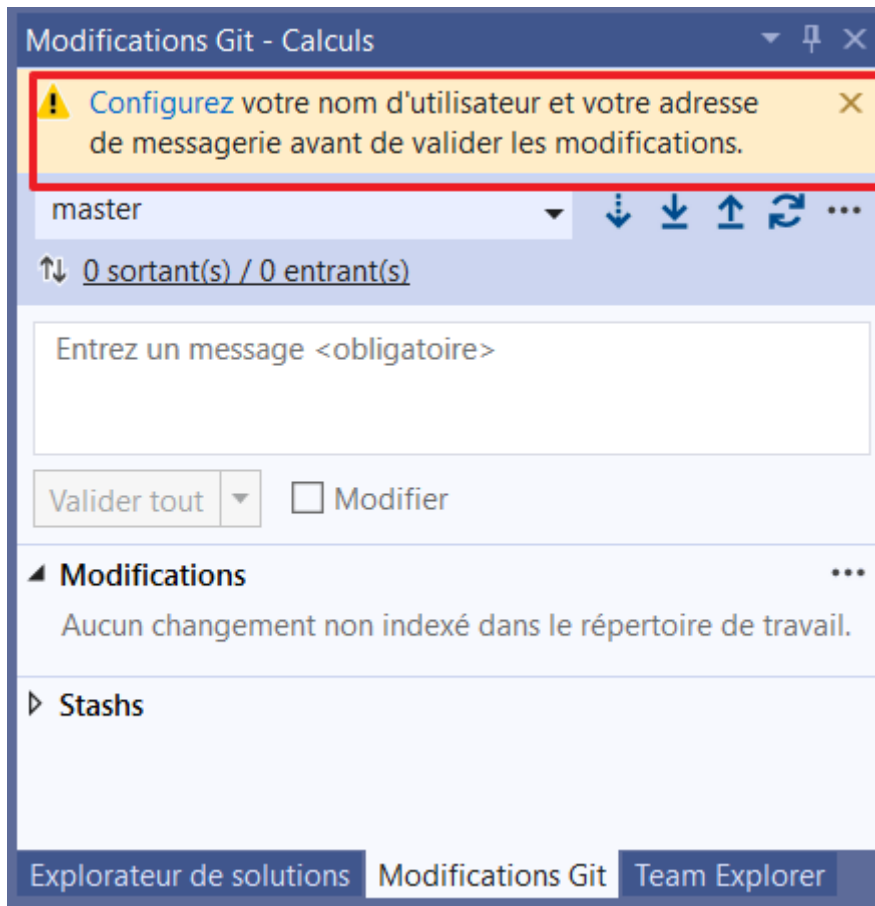 Modifications Git - Calculs
Configurez votre nom d'utilisateur et votre adresse
de messagerie avant de valider les modifications.
master
0 sortant(s) / 0 entrant(s)
Entrez un message <obligatoire>
Valider tout Modifier
Modifications
Aucun changement non indexé dans le répertoire de travail.
Stashs
Explorateur de solutions Modifications Git Team Explorer